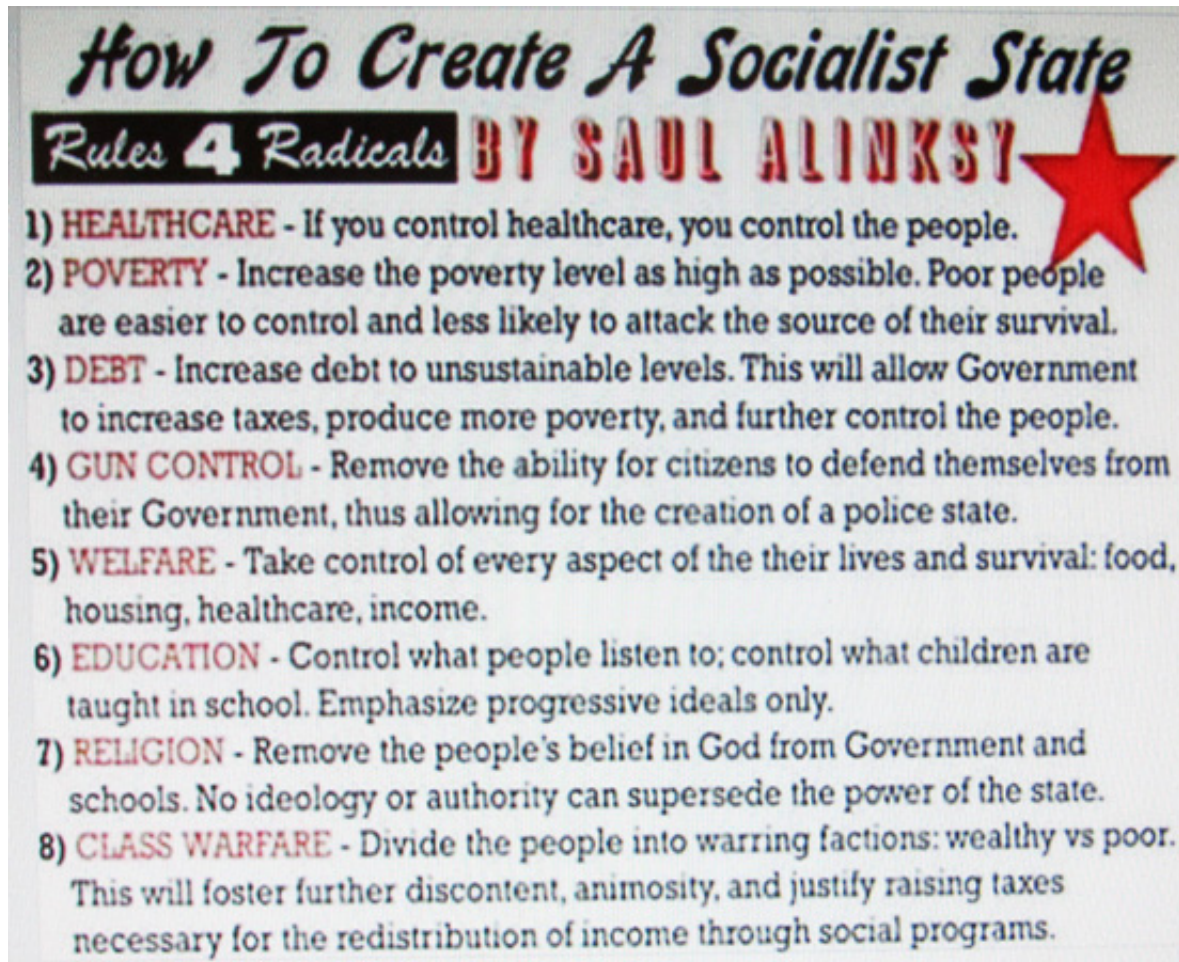 How To Create A Socialist State
Rules 4 Radicals BY SAUL ALINKSY
1) HEALTHCARE - If you control healthcare, you control the people.
2) POVERTY - Increase the poverty level as high as possible. Poor people
are easier to control and less likely to attack the source of their survival.
3) DEBT - Increase debt to unsustainable levels. This will allow Government
to increase taxes, produce more poverty, and further control the people.
4) GUN CONTROL - Remove the ability for citizens to defend themselves from
their Government, thus allowing for the creation of a police state.
5) WELFARE - Take control of every aspect of the their lives and survival: food,
housing, healthcare, income.
6) EDUCATION - Control what people listen to; control what children are
taught in school. Emphasize progressive ideals only.
7) RELIGION - Remove the people's belief in God from Government and
schools. No ideology or authority can supersede the power of the state.
8) CLASS WARFARE - Divide the people into warring factions: wealthy vs poor.
This will foster further discontent, animosity, and justify raising taxes
necessary for the redistribution of income through social programs.